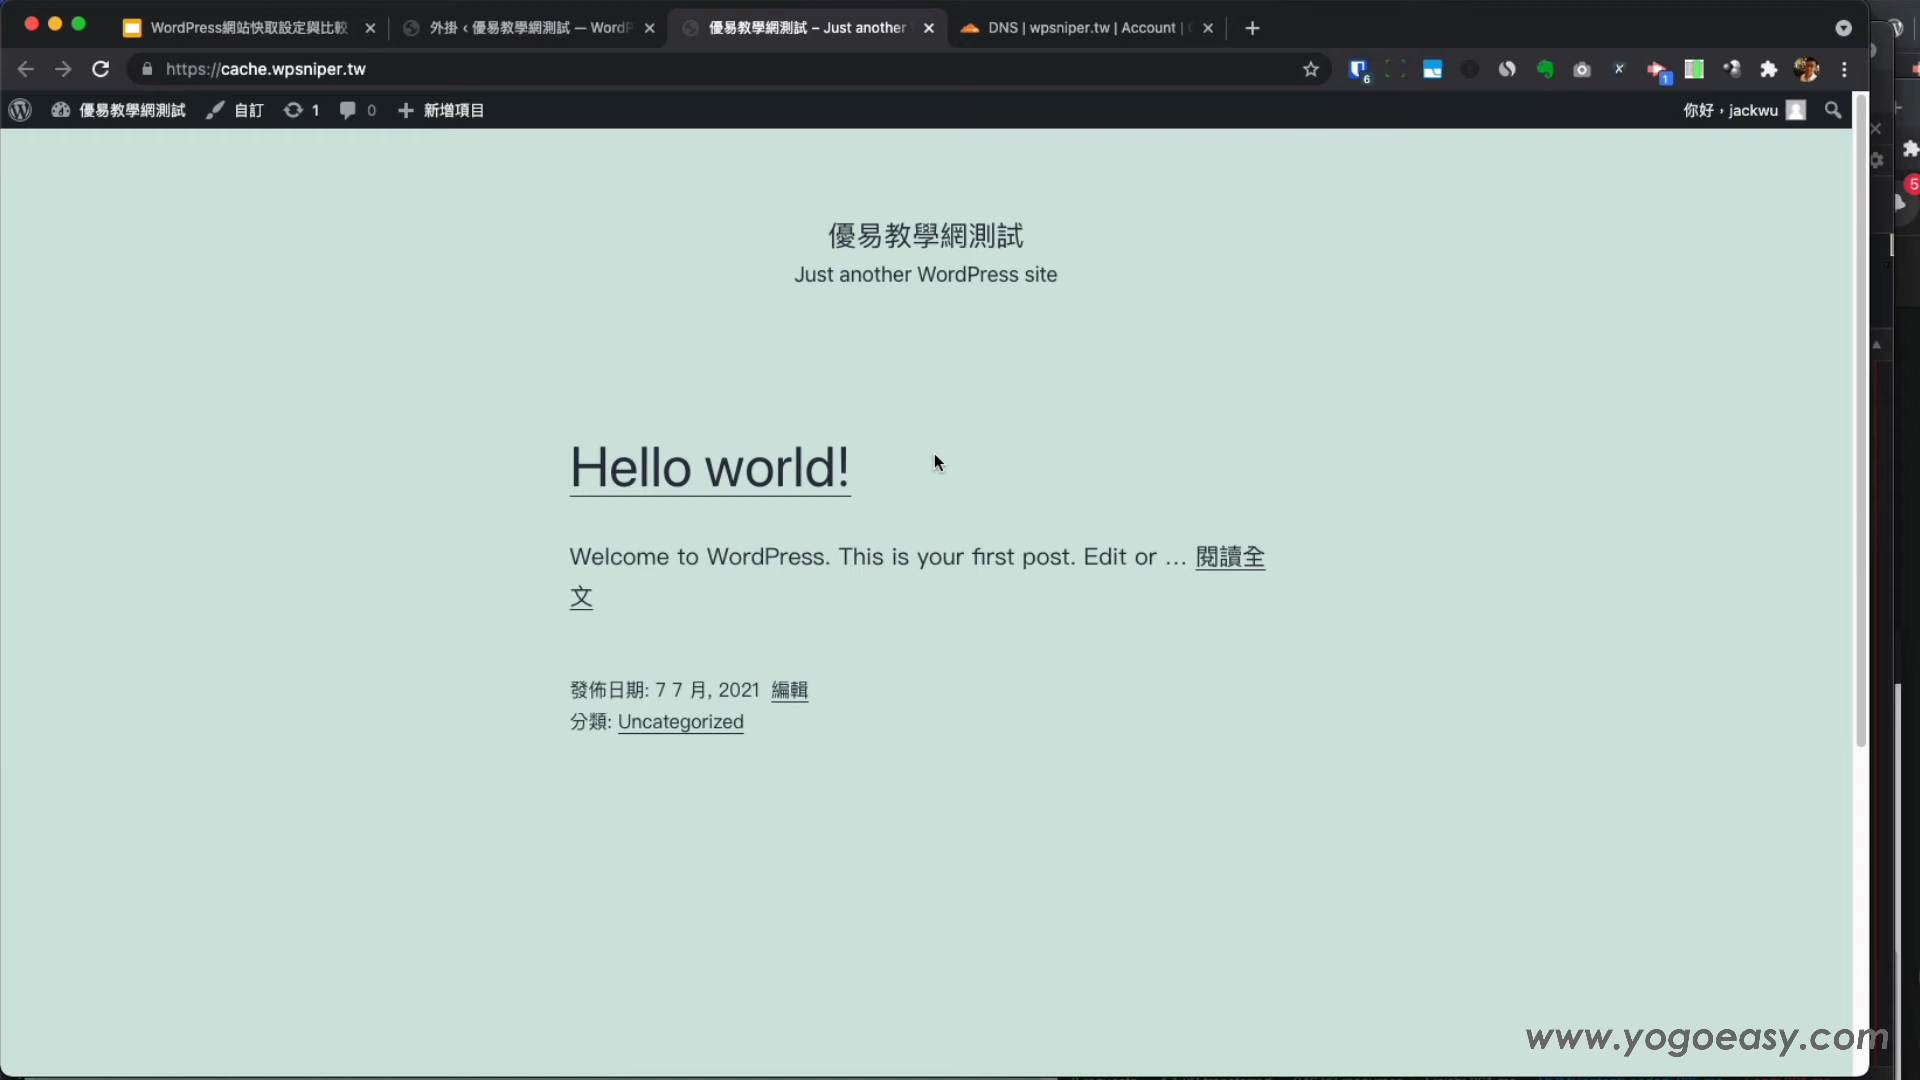 WordPress網站快取設定與比較
外掛 ‹ 優易教學網測試 — WordP
優易教學網測試 – Just another
DNS | wpsniper.tw | Account |
https://cache.wpsniper.tw
6
1
優易教學網測試
自訂
1
0
新增項目
你好，jackwu
5
優易教學網測試
Just another WordPress site
Hello world!
Welcome to WordPress. This is your first post. Edit or … 閱讀全
文
發佈日期: 7 7 月, 2021 編輯
分類: Uncategorized
www.yogoeasy.com